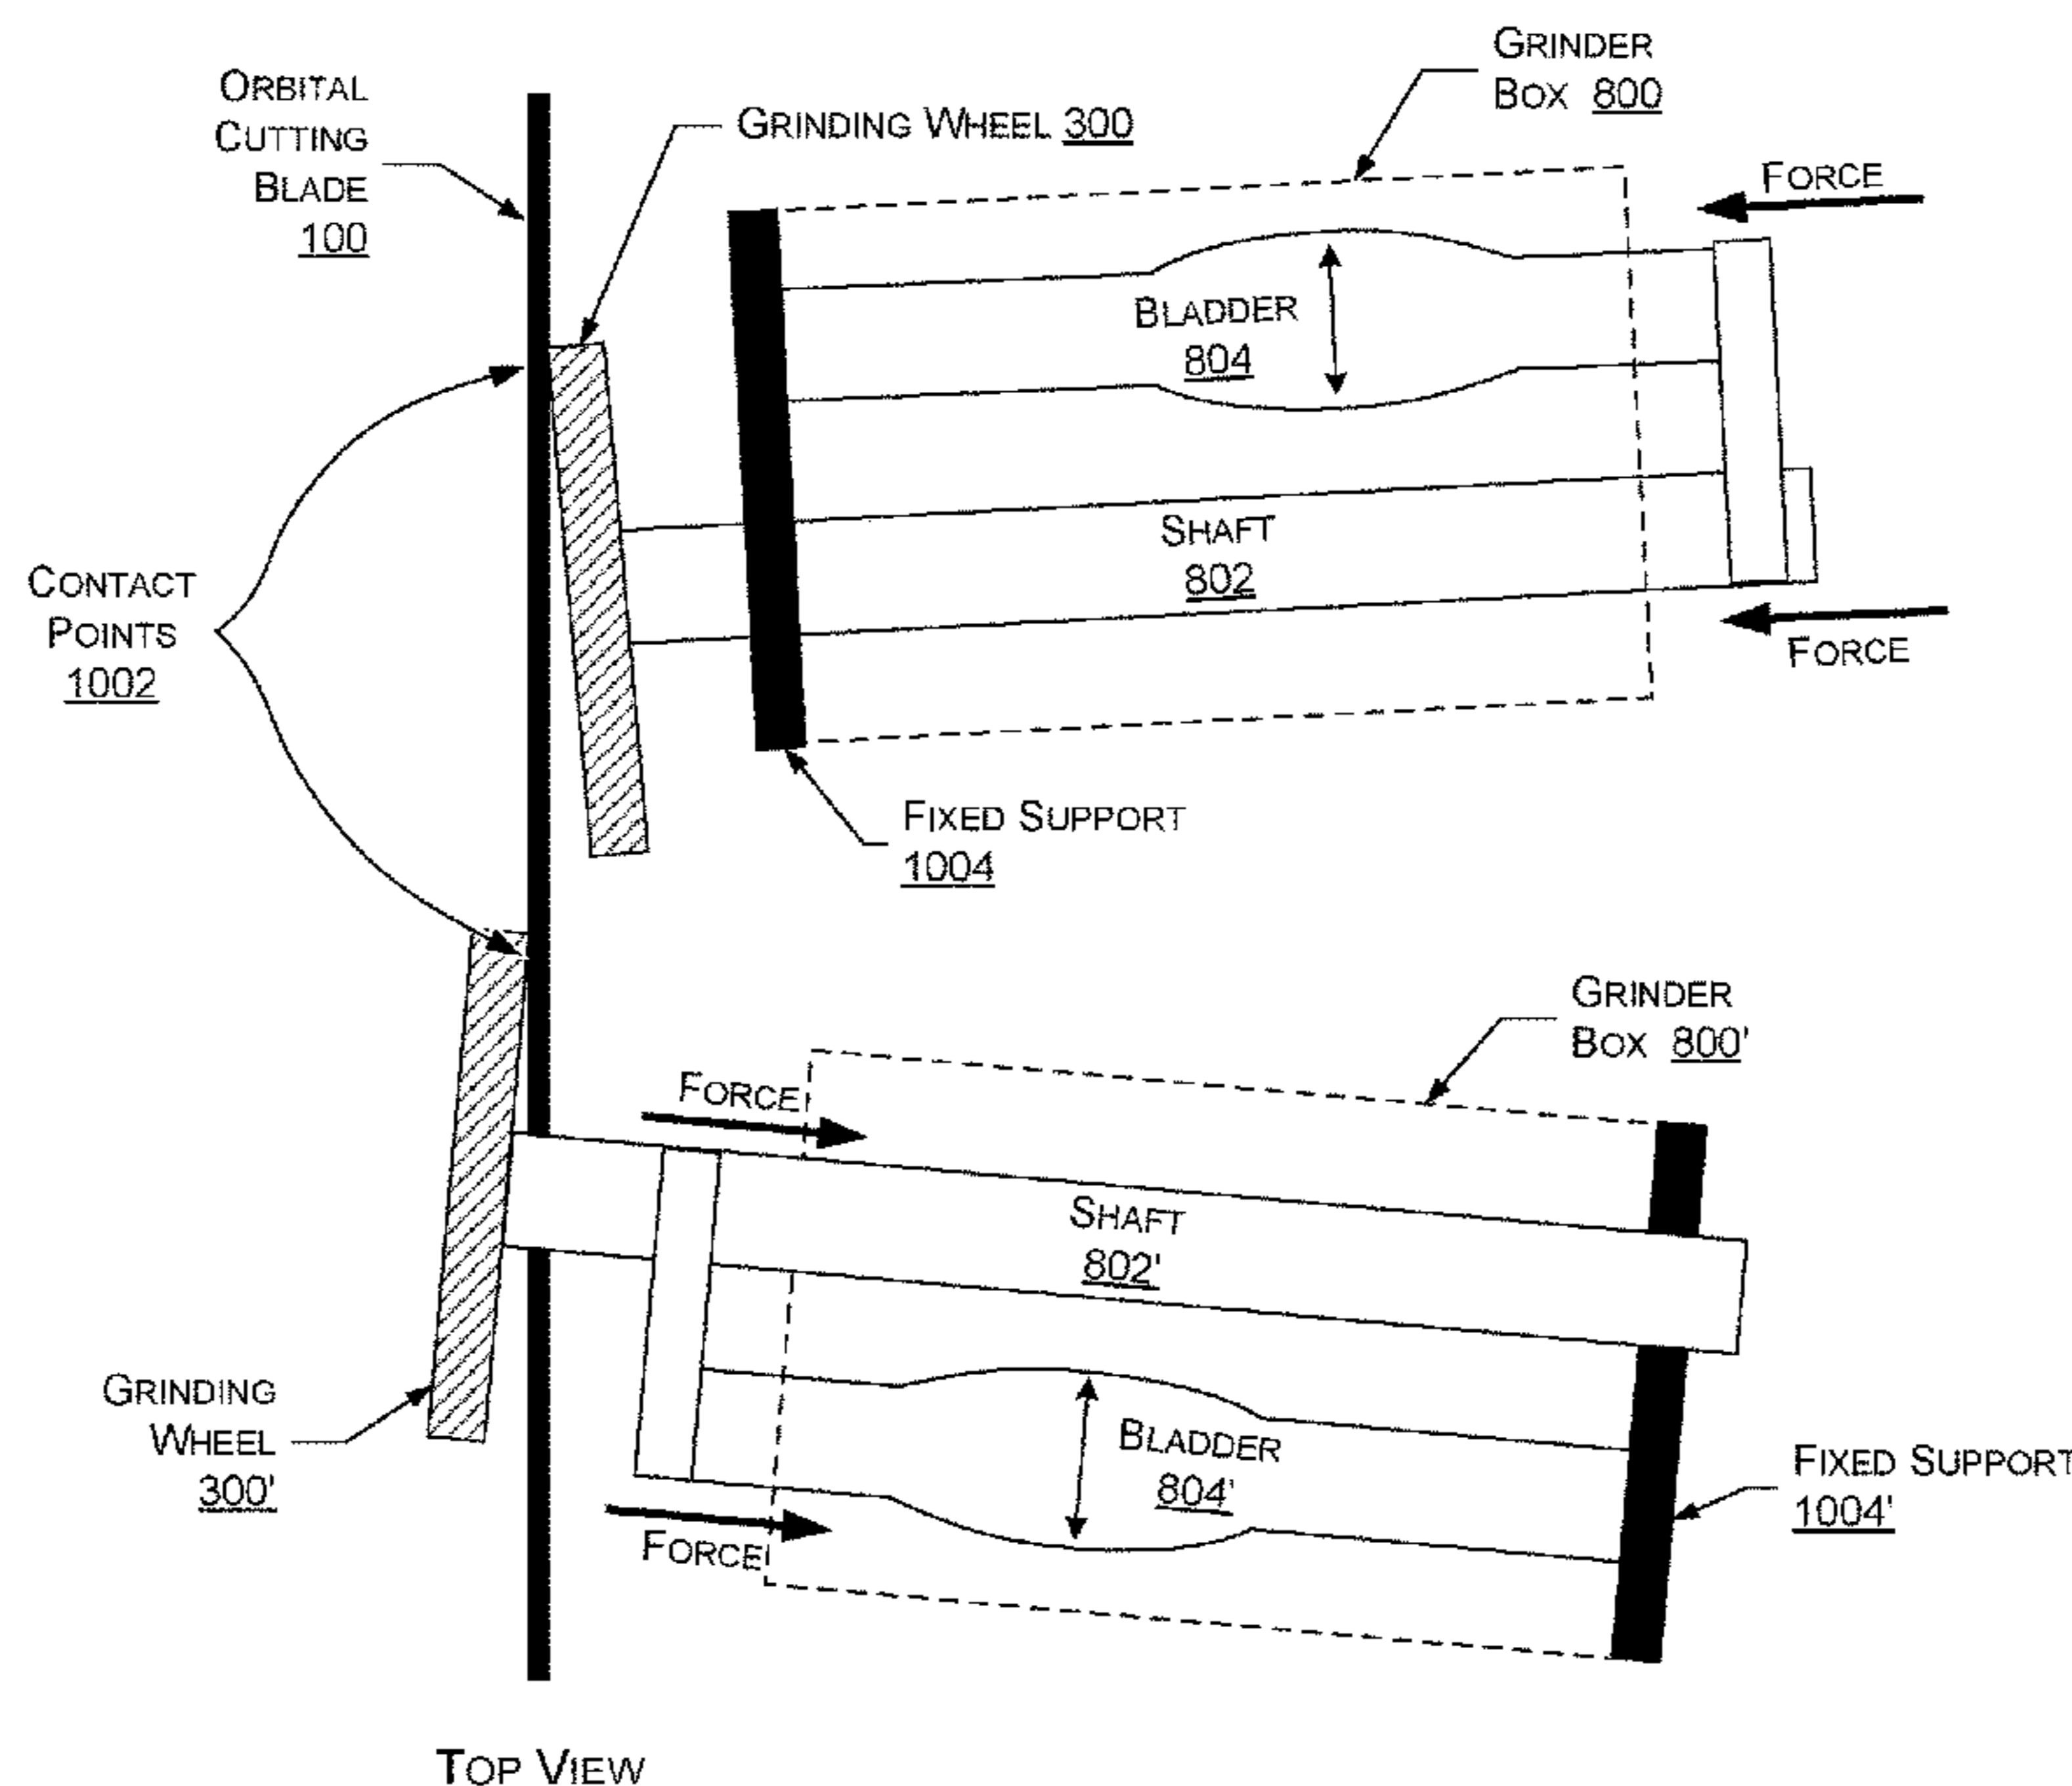 GRINDER
BOX 800
ORBITAL
CUTTING
BLADE
100
GRINDING WHEEL 300
FORCE
BLADDER
804
SHAFT
802
CONTACT
POINTS
1002
FORCE
FIXED SUPPORT
1004
GRINDER
BOX 800'
FORCE
SHAFT
802'
GRINDING
WHEEL
300'
BLADDER
804'
FIXED SUPPORT
1004'
FORCE
TOP VIEW